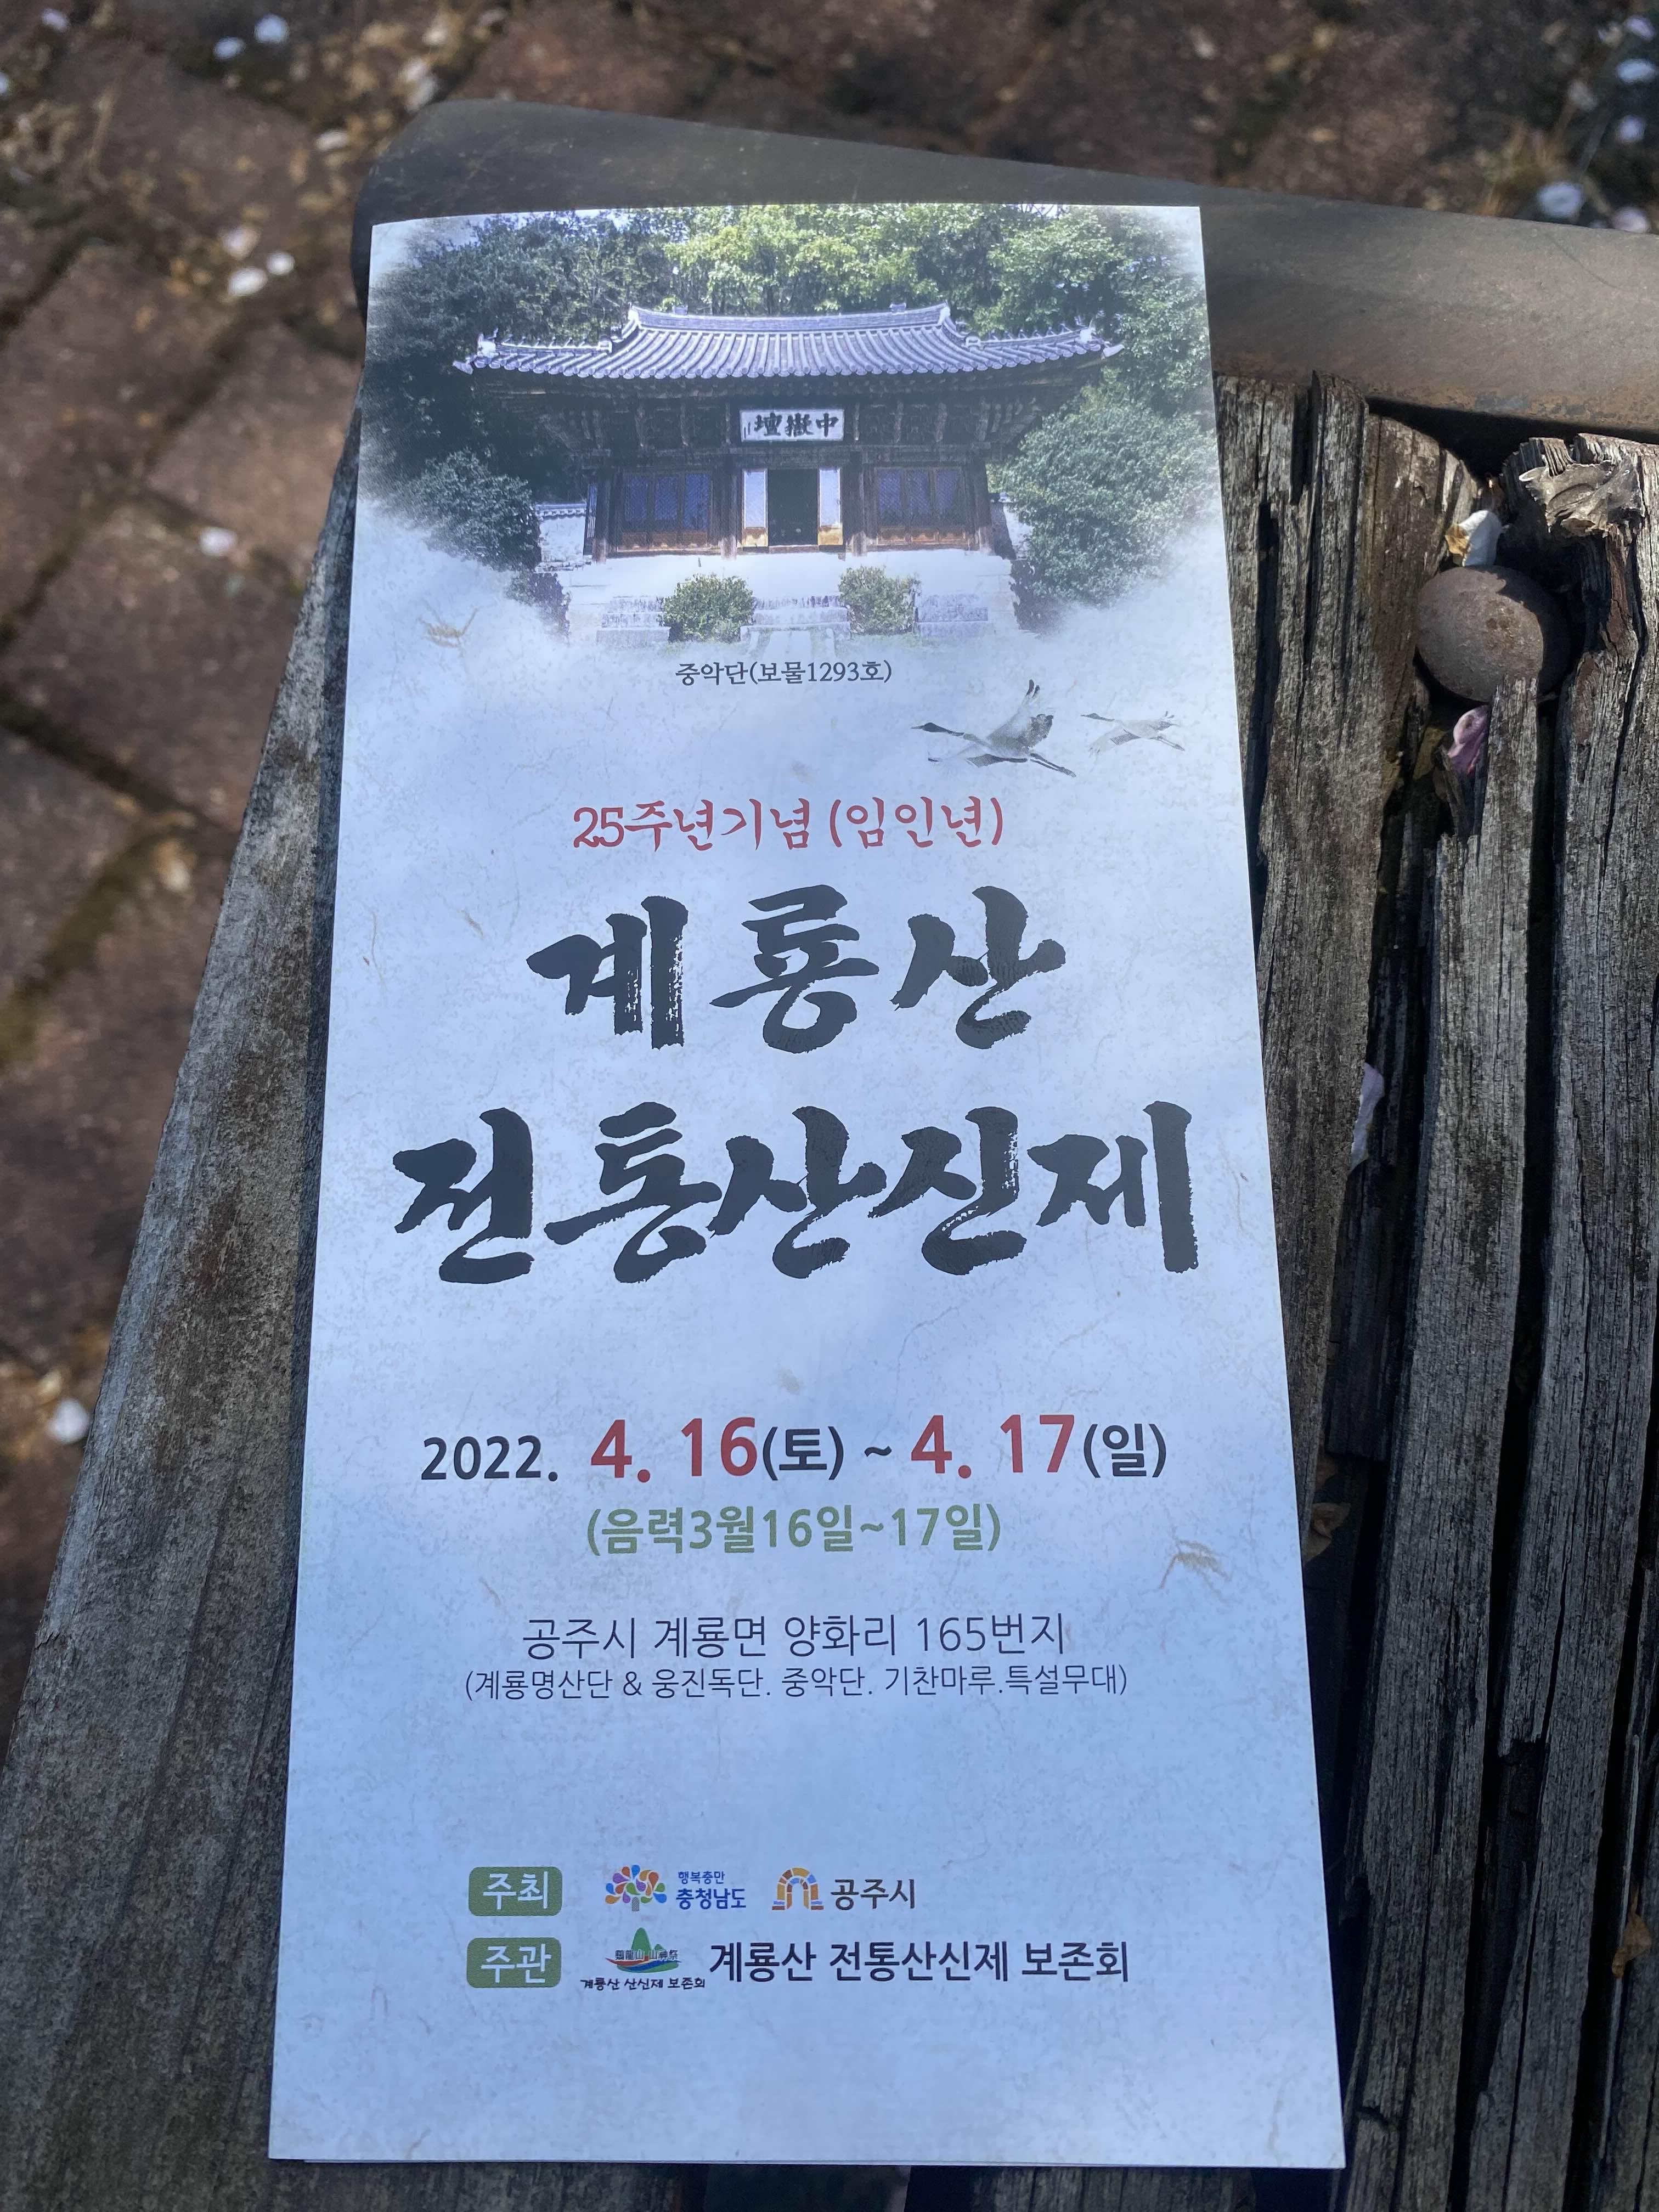 中嶽壇
중악단(보물1293호)
25주년기념 (임인년)
계룡산
전통산신제
2022. 4. 16(토) ~ 4. 17(일)
(음력3월16일~17일)
공주시 계룡면 양화리 165번지
(계룡명산단 & 웅진독단. 중악단. 기찬마루.특설무대)
주최 행복충만 충청남도 공주시
주관 계룡산 산신제 보존회 계룡산 전통산신제 보존회